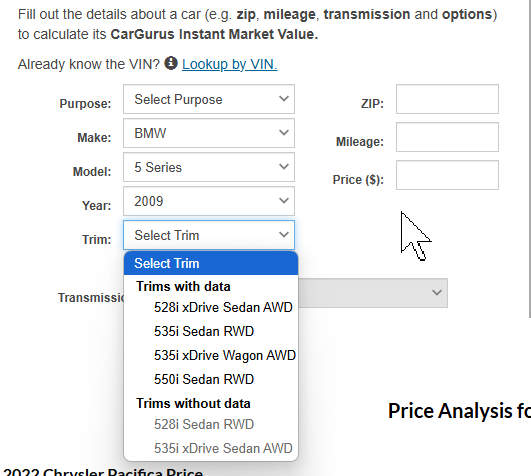 Fill out the details about a car (e.g. zip, mileage, transmission and options)
to calculate its CarGurus Instant Market Value.
Already know the VIN? Lookup by VIN.
Purpose: Select Purpose
ZIP:
Make: BMW
Mileage:
Model: 5 Series
Price ($):
Year: 2009
Trim: Select Trim
Select Trim
Trims with data
528i xDrive Sedan AWD
Transmissi
535i Sedan RWD
535i xDrive Wagon AWD
550i Sedan RWD
Trims without data
528i Sedan RWD
535i xDrive Sedan AWD
Price Analysis fo
2022 Chrysler Pacifica Price